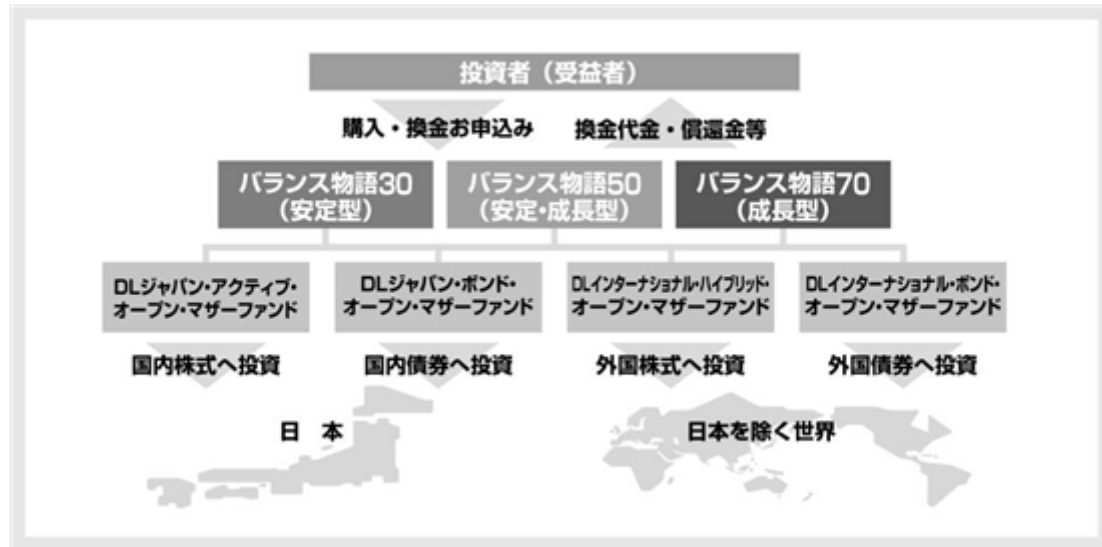 投資者（受益者）
購入・換金お申込み
換金代金・償還金等
バランス物語30
（安定型）
バランス物語50
（安定・成長型）
バランス物語70
（成長型）
DLジャパン・アクティブ・
オープン・マザーファンド
DLジャパン・ボンド・
オープン・マザーファンド
DLインターナショナル・ハイブリッド・
オープン・マザーファンド
DLインターナショナル・ボンド・
オープン・マザーファンド
国内株式へ投資
国内債券へ投資
外国株式へ投資
外国債券へ投資
日　本
日本を除く世界